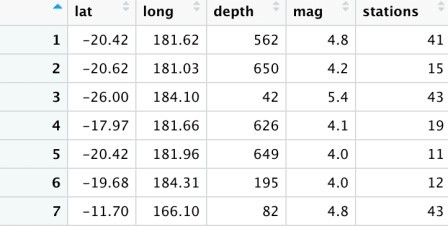 lat long depth mag stations
1 −20.42 181.62 562 4.8 41
2 −20.62 181.03 650 4.2 15
3 −26.00 184.10 42 5.4 43
4 −17.97 181.66 626 4.1 19
5 −20.42 181.96 649 4.0 11
6 −19.68 184.31 195 4.0 12
7 −11.70 166.10 82 4.8 43